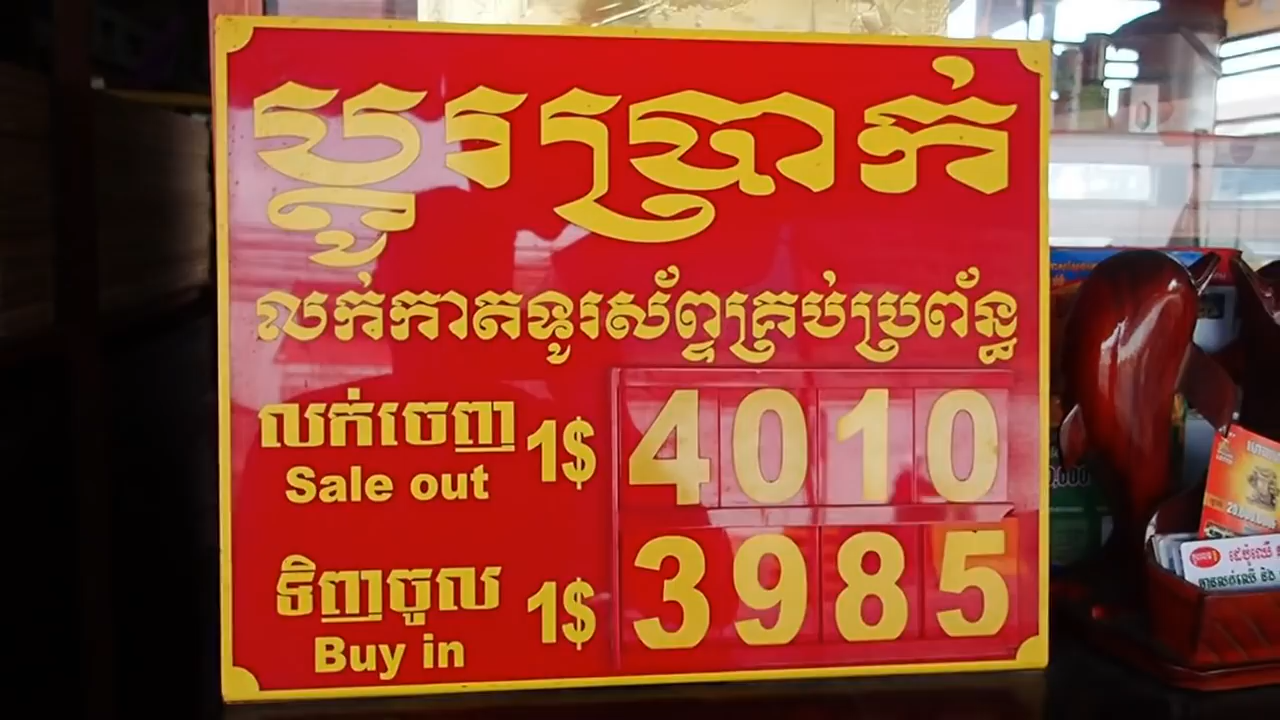 ប្តូរប្រាក់
លក់កាតទូរស័ព្ទគ្រប់ប្រព័ន្ធ
លក់ចេញ 1$ 4010
Sale out
ទិញចូល 1$ 3985
Buy in